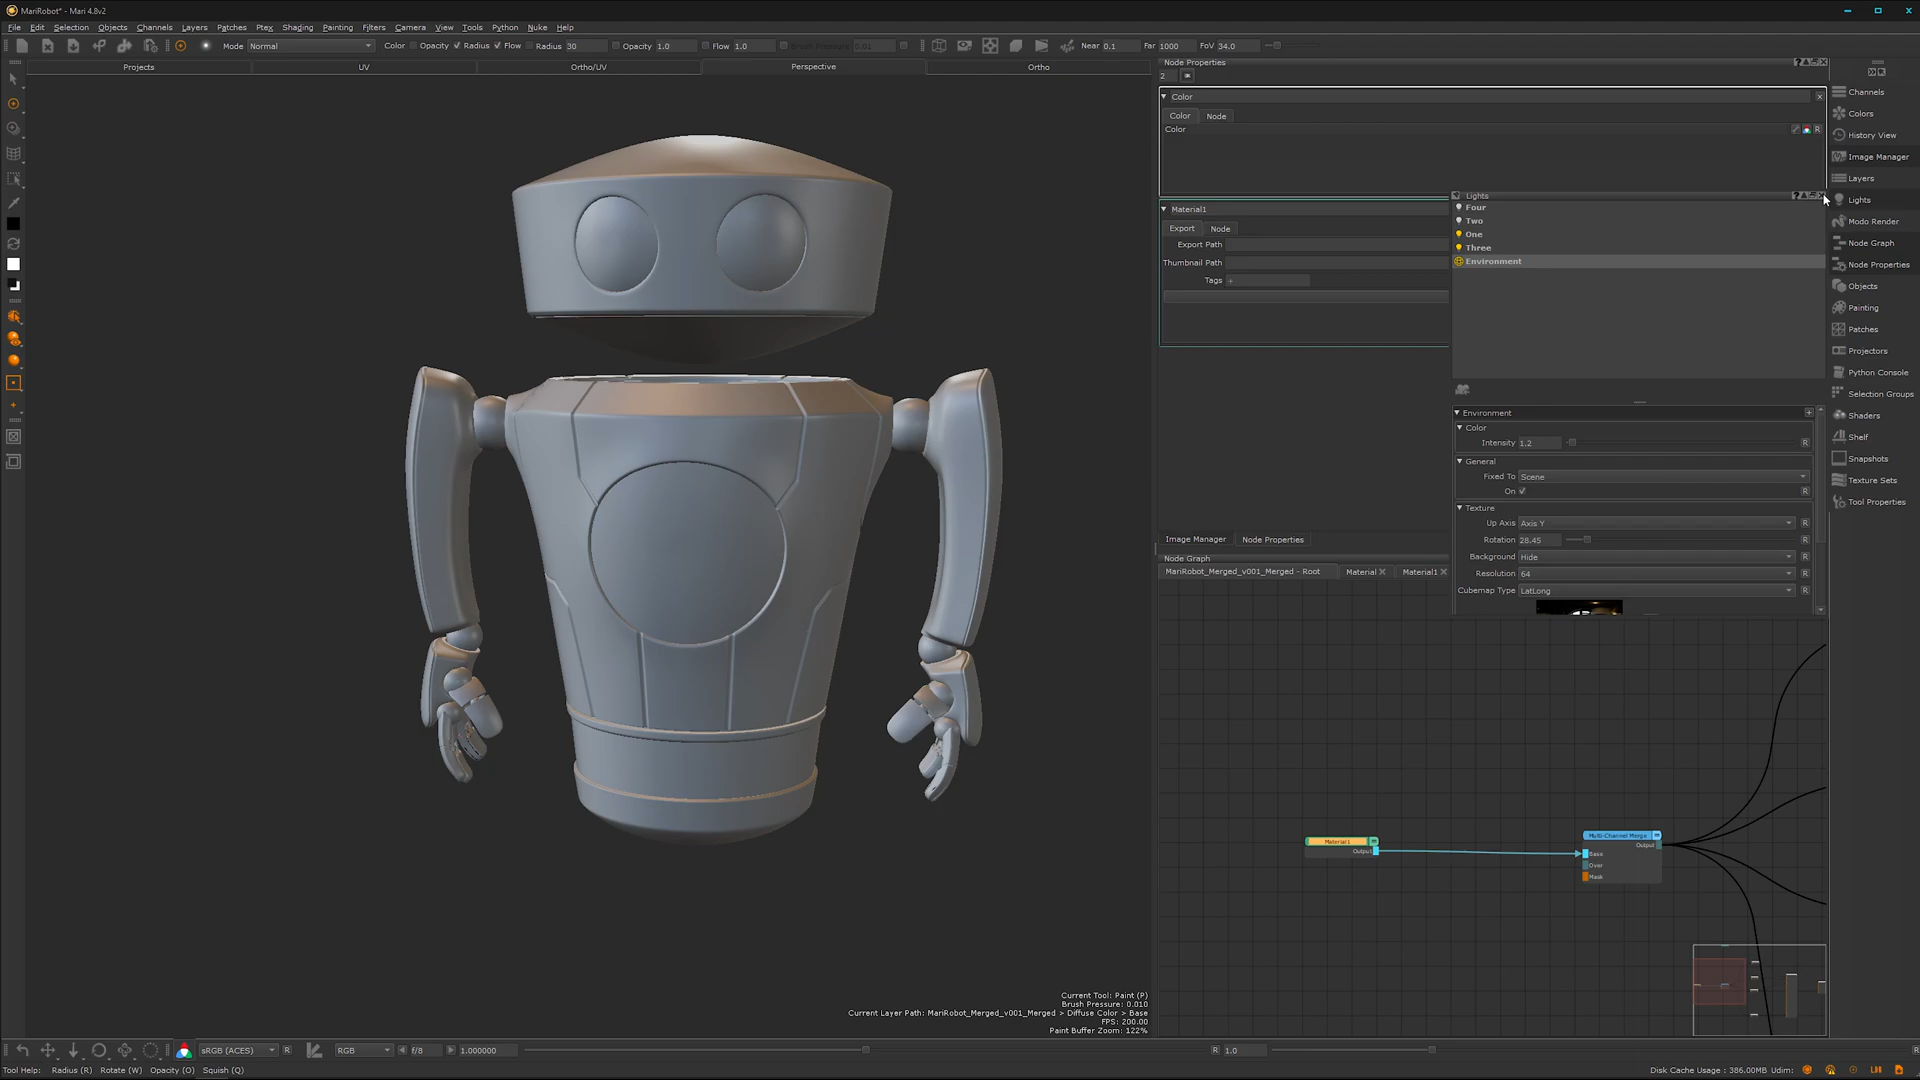 MariRobot* - Mari 4.8v2
File Edit Selection Objects Channels Layers Patches Ptex Shading Painting Filters Camera View Tools Python Nuke Help
Mode Normal Color Opacity Radius Flow Radius 30 Opacity 1.0 Flow 1.0 Brush Pressure 0.01 Near 0.1 Far 1000 FoV 34.0
Projects UV Ortho/UV Perspective Ortho
Node Properties
2
Color
Color Node
Color R
Material1
Export Node
Export Path
Thumbnail Path
Tags +
Lights
Four
Two
One
Three
Environment
Environment
Color
Intensity 1.2 R
General
Fixed To Scene
On R
Texture
Up Axis Axis Y R
Rotation 28.45 R
Background Hide R
Resolution 64 R
Cubemap Type LatLong R
Channels
Colors
History View
Image Manager
Layers
Lights
Modo Render
Node Graph
Node Properties
Objects
Painting
Patches
Projectors
Python Console
Selection Groups
Shaders
Shelf
Snapshots
Texture Sets
Tool Properties
Image Manager Node Properties
Node Graph
MariRobot_Merged_v001_Merged - Root Material Material1
Material1
Output
Multi-Channel Merge
Output
Base
Over
Mask
Current Tool: Paint (P)
Brush Pressure: 0.010
Current Layer Path: MariRobot_Merged_v001_Merged > Diffuse Color > Base
FPS: 200.00
Paint Buffer Zoom: 122%
sRGB (ACES) R RGB f/8 1.000000 R 1.0 R
Tool Help: Radius (R) Rotate (W) Opacity (O) Squish (Q)
Disk Cache Usage : 386.00MB Udim: